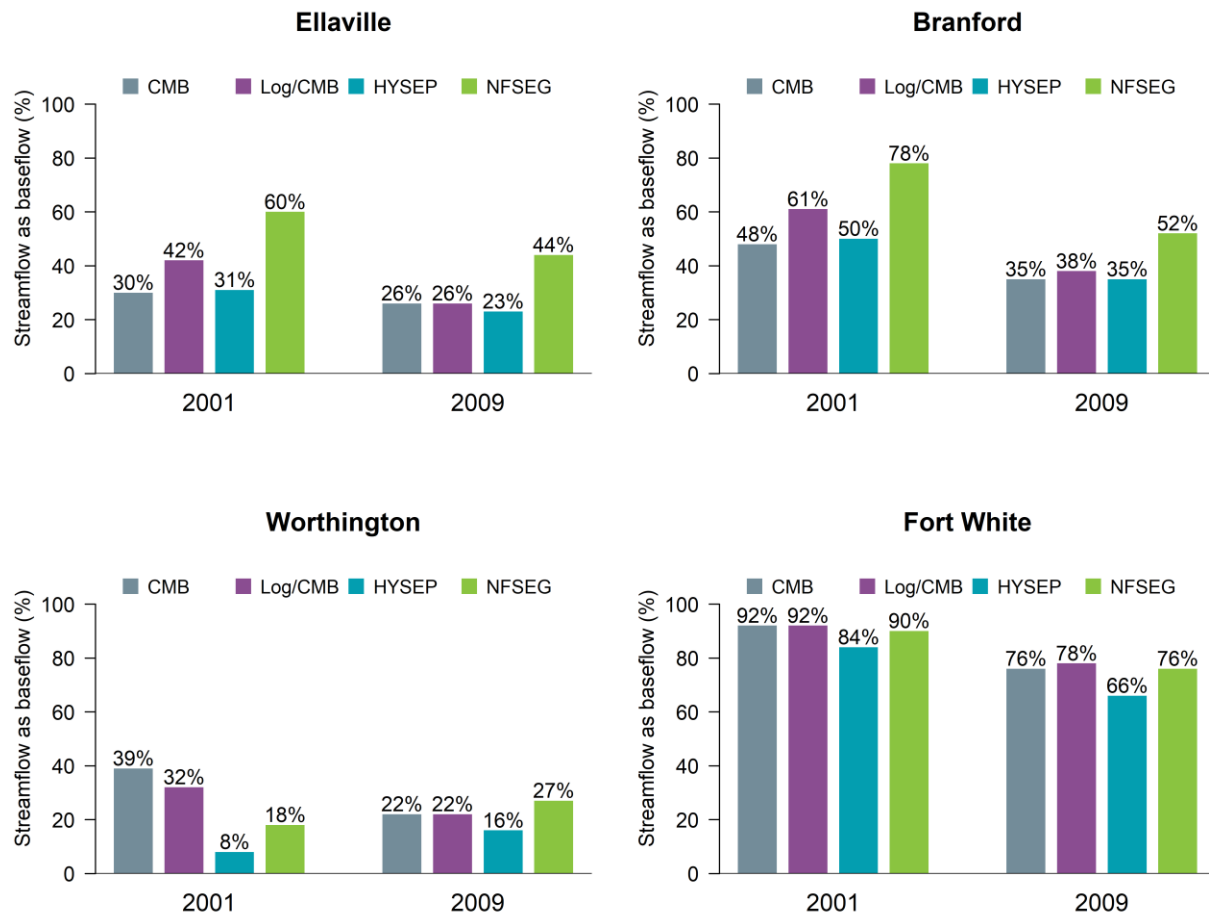 Ellaville
CMB Log/CMB HYSEP NFSEG
Streamflow as baseflow (%)
100
80
60
40
20
0
30% 42% 31% 60%
26% 26% 23% 44%
2001 2009
Branford
CMB Log/CMB HYSEP NFSEG
Streamflow as baseflow (%)
100
80
60
40
20
0
48% 61% 50% 78%
35% 38% 35% 52%
2001 2009
Worthington
CMB Log/CMB HYSEP NFSEG
Streamflow as baseflow (%)
100
80
60
40
20
0
39% 32% 8% 18%
22% 22% 16% 27%
2001 2009
Fort White
CMB Log/CMB HYSEP NFSEG
Streamflow as baseflow (%)
100
80
60
40
20
0
92% 92% 84% 90%
76% 78% 66% 76%
2001 2009